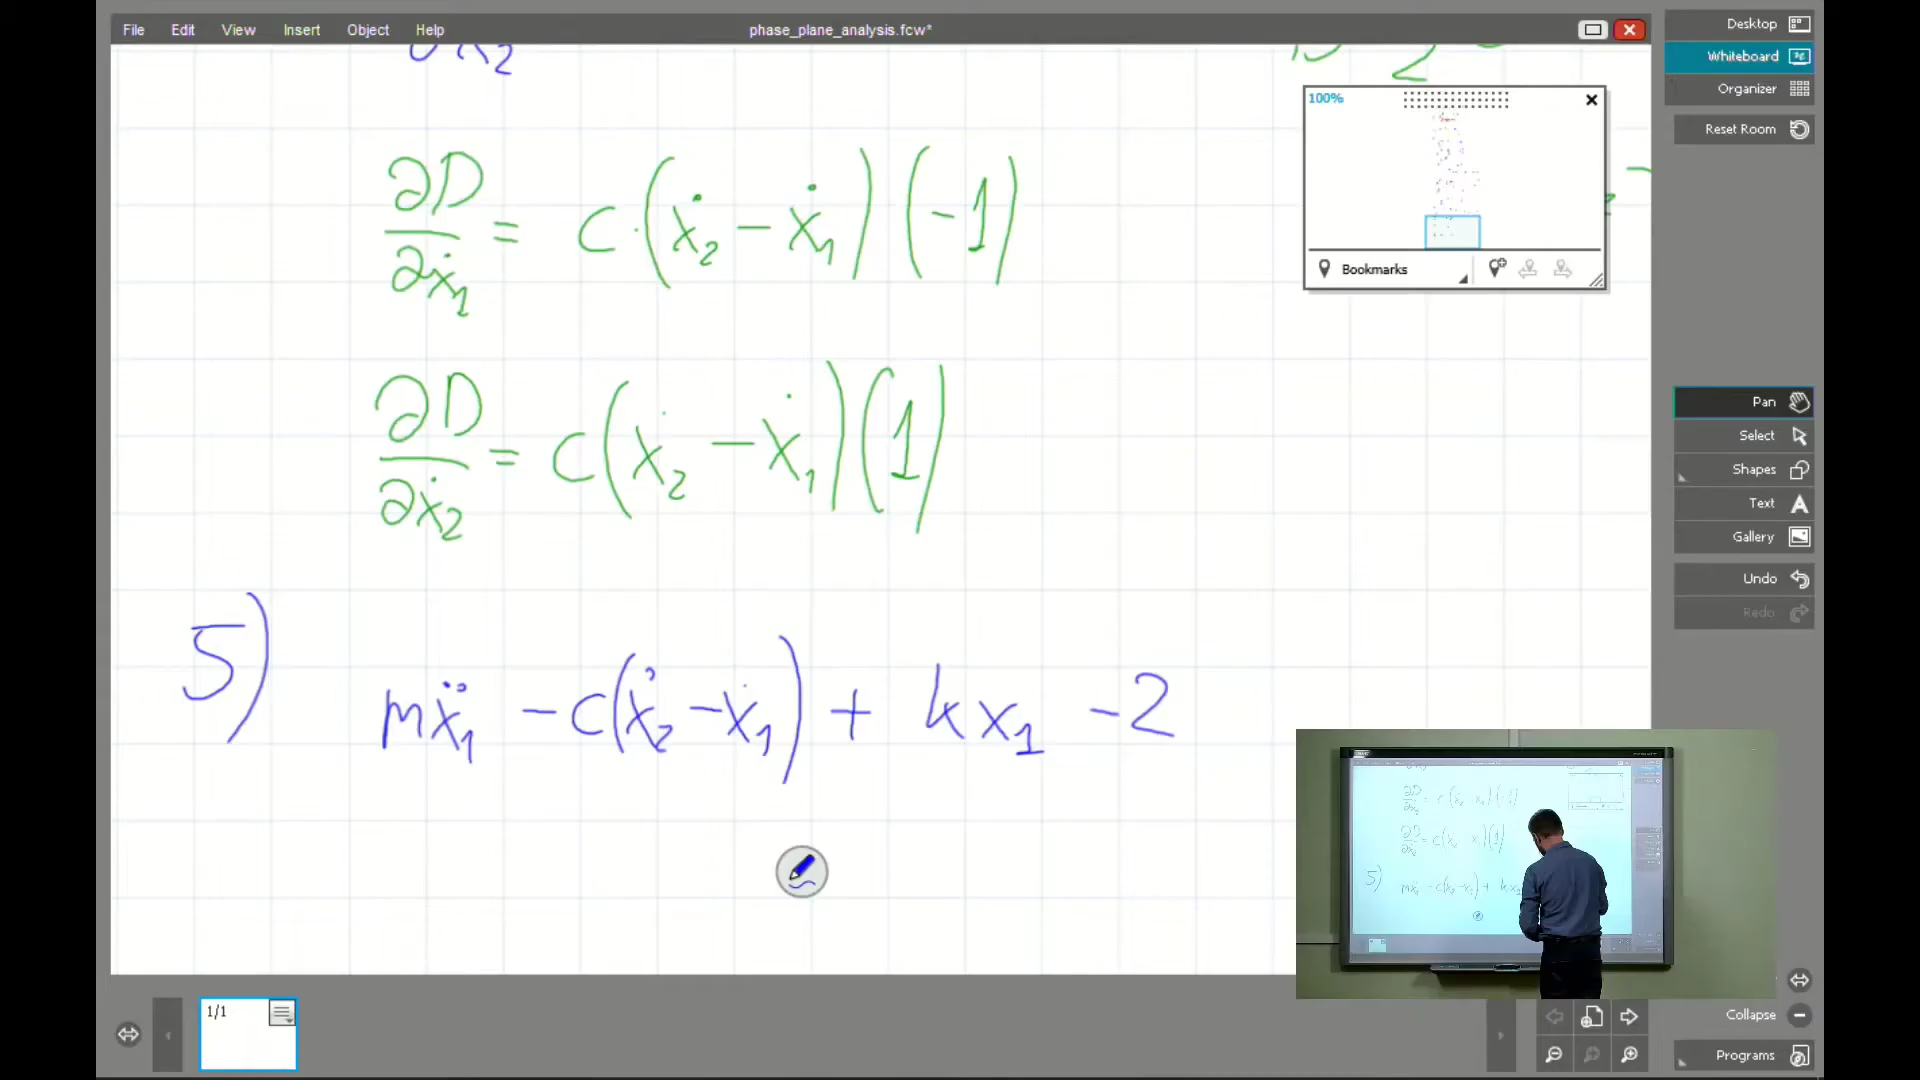 File Edit View Insert Object Help phase_plane_analysis.fcw*
Desktop
Whiteboard
Organizer
Reset Room
100%
Bookmarks
∂D/∂ẋ₁ = c·(ẋ₂ − ẋ₁)(−1)
∂D/∂ẋ₂ = c(ẋ₂ − ẋ₁)(1)
5) mẍ₁ − c(ẋ₂ − ẋ₁) + kx₁ − 2
Pan
Select
Shapes
Text
Gallery
Undo
Redo
1/1
Collapse
Programs